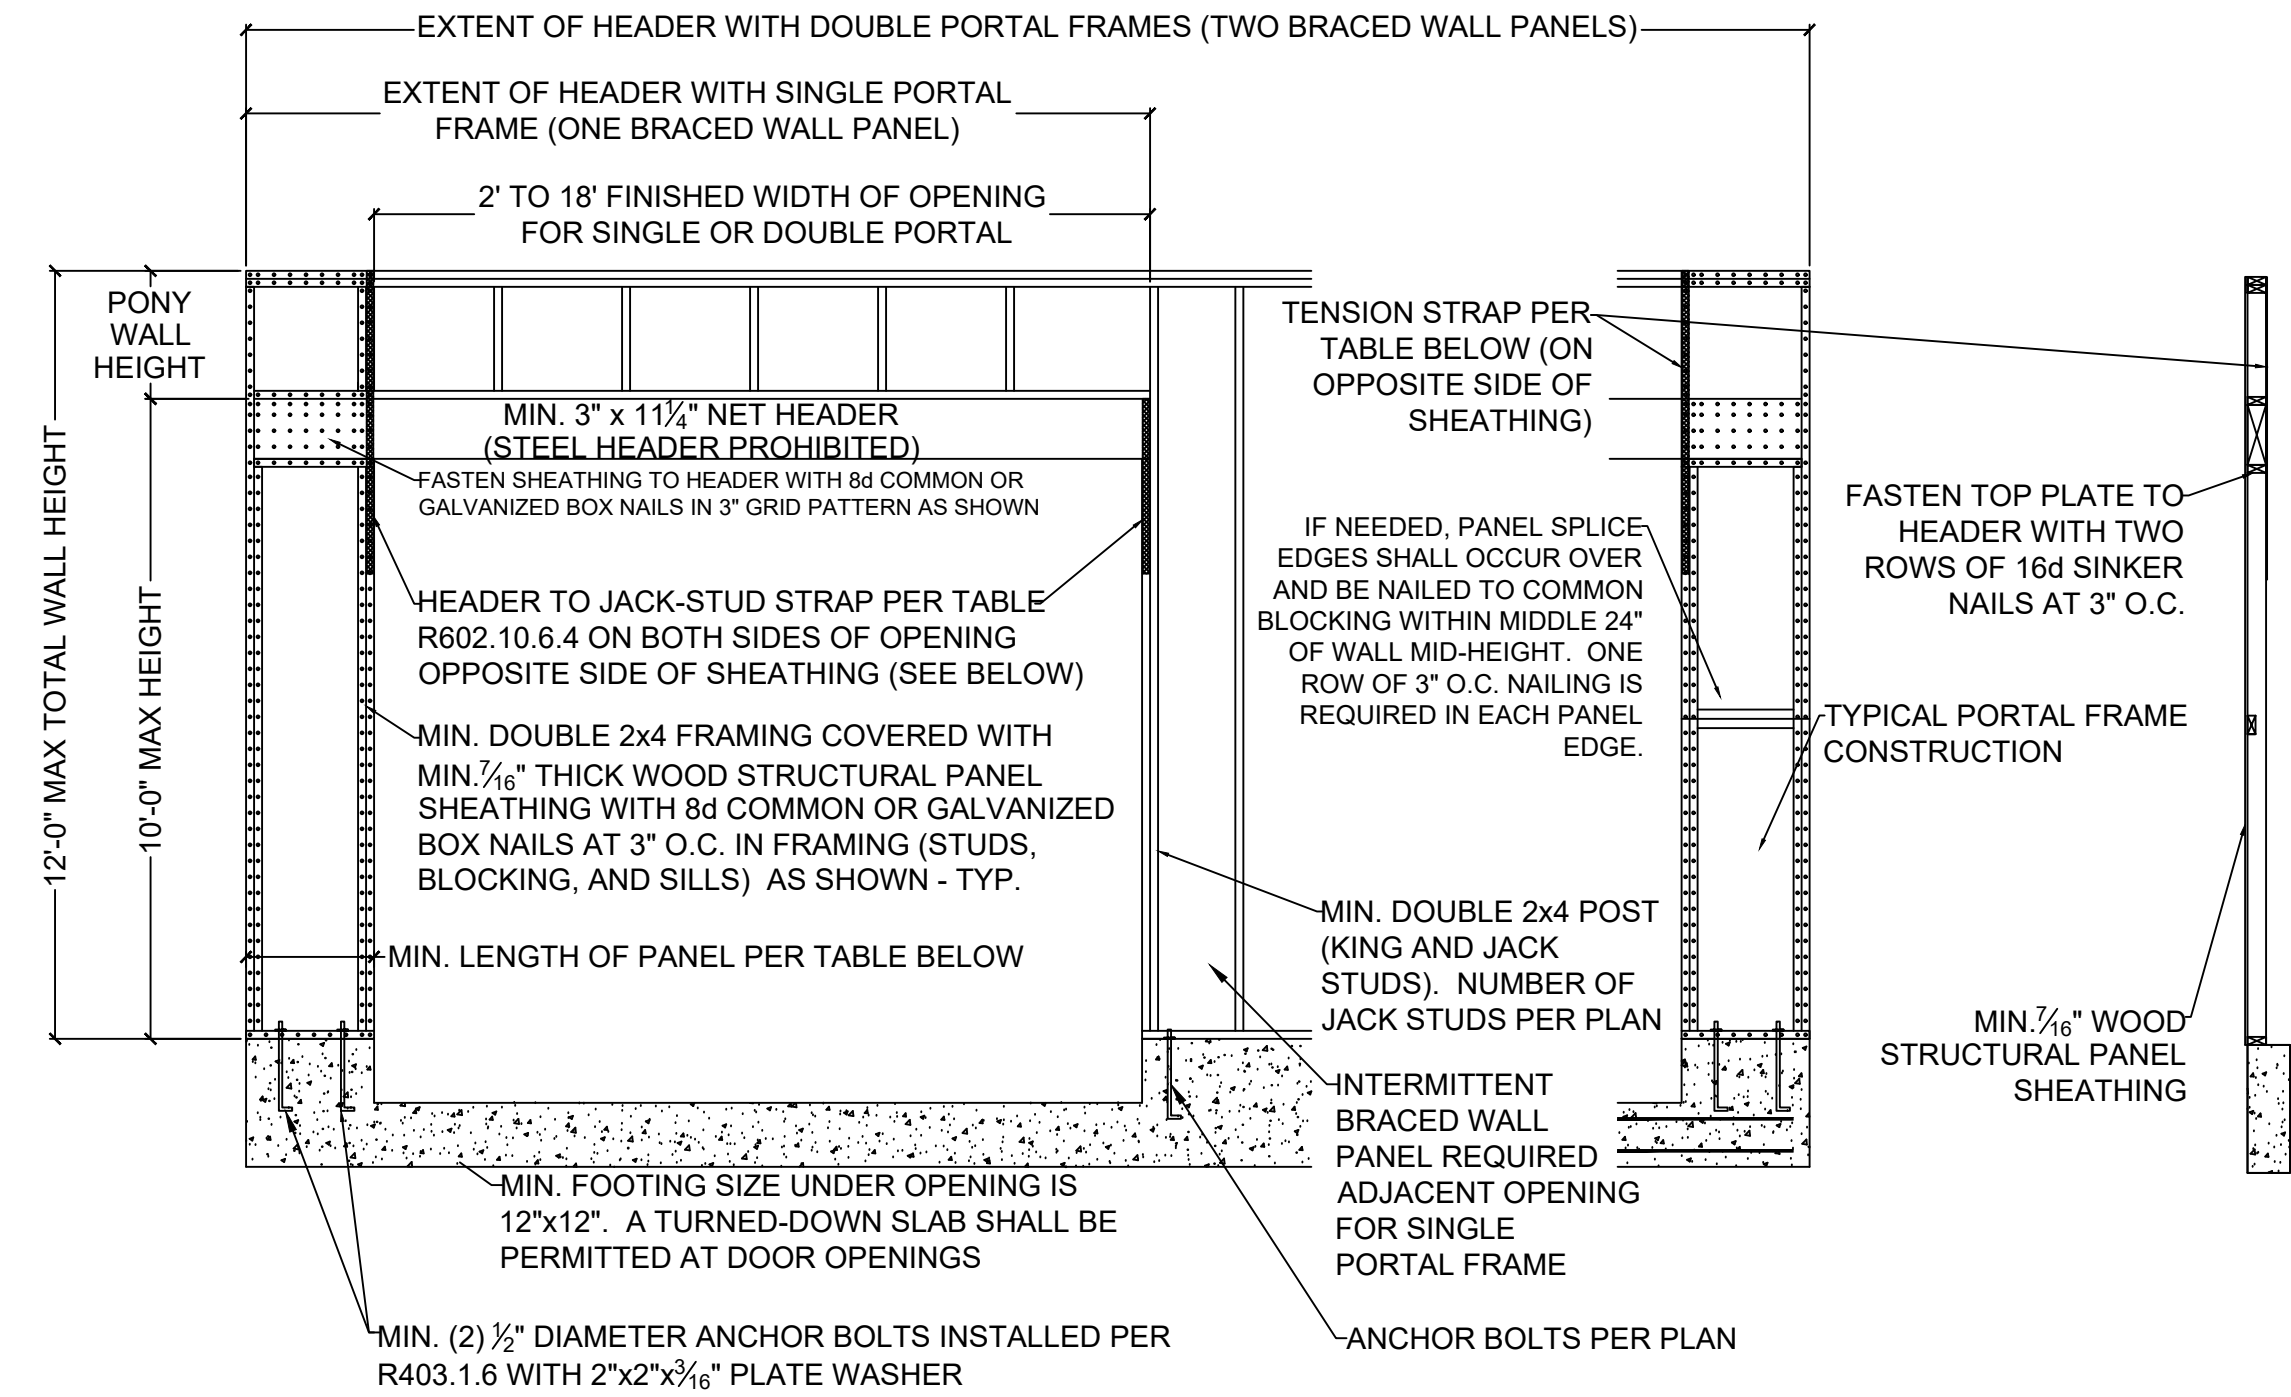 EXTENT OF HEADER WITH DOUBLE PORTAL FRAMES (TWO BRACED WALL PANELS)
EXTENT OF HEADER WITH SINGLE PORTAL
FRAME (ONE BRACED WALL PANEL)
2' TO 18' FINISHED WIDTH OF OPENING
FOR SINGLE OR DOUBLE PORTAL
PONY
WALL
HEIGHT
12'-0" MAX TOTAL WALL HEIGHT
10'-0" MAX HEIGHT
MIN. 3" x 11¼" NET HEADER
(STEEL HEADER PROHIBITED)
FASTEN SHEATHING TO HEADER WITH 8d COMMON OR
GALVANIZED BOX NAILS IN 3" GRID PATTERN AS SHOWN
HEADER TO JACK-STUD STRAP PER TABLE
R602.10.6.4 ON BOTH SIDES OF OPENING
OPPOSITE SIDE OF SHEATHING (SEE BELOW)
MIN. DOUBLE 2x4 FRAMING COVERED WITH
MIN.7⁄16" THICK WOOD STRUCTURAL PANEL
SHEATHING WITH 8d COMMON OR GALVANIZED
BOX NAILS AT 3" O.C. IN FRAMING (STUDS,
BLOCKING, AND SILLS) AS SHOWN - TYP.
MIN. LENGTH OF PANEL PER TABLE BELOW
MIN. FOOTING SIZE UNDER OPENING IS
12"x12". A TURNED-DOWN SLAB SHALL BE
PERMITTED AT DOOR OPENINGS
MIN. (2) ½" DIAMETER ANCHOR BOLTS INSTALLED PER
R403.1.6 WITH 2"x2"x3⁄16" PLATE WASHER
TENSION STRAP PER
TABLE BELOW (ON
OPPOSITE SIDE OF
SHEATHING)
IF NEEDED, PANEL SPLICE
EDGES SHALL OCCUR OVER
AND BE NAILED TO COMMON
BLOCKING WITHIN MIDDLE 24"
OF WALL MID-HEIGHT. ONE
ROW OF 3" O.C. NAILING IS
REQUIRED IN EACH PANEL
EDGE.
MIN. DOUBLE 2x4 POST
(KING AND JACK
STUDS). NUMBER OF
JACK STUDS PER PLAN
INTERMITTENT
BRACED WALL
PANEL REQUIRED
ADJACENT OPENING
FOR SINGLE
PORTAL FRAME
ANCHOR BOLTS PER PLAN
FASTEN TOP PLATE TO
HEADER WITH TWO
ROWS OF 16d SINKER
NAILS AT 3" O.C.
TYPICAL PORTAL FRAME
CONSTRUCTION
MIN.7⁄16" WOOD
STRUCTURAL PANEL
SHEATHING